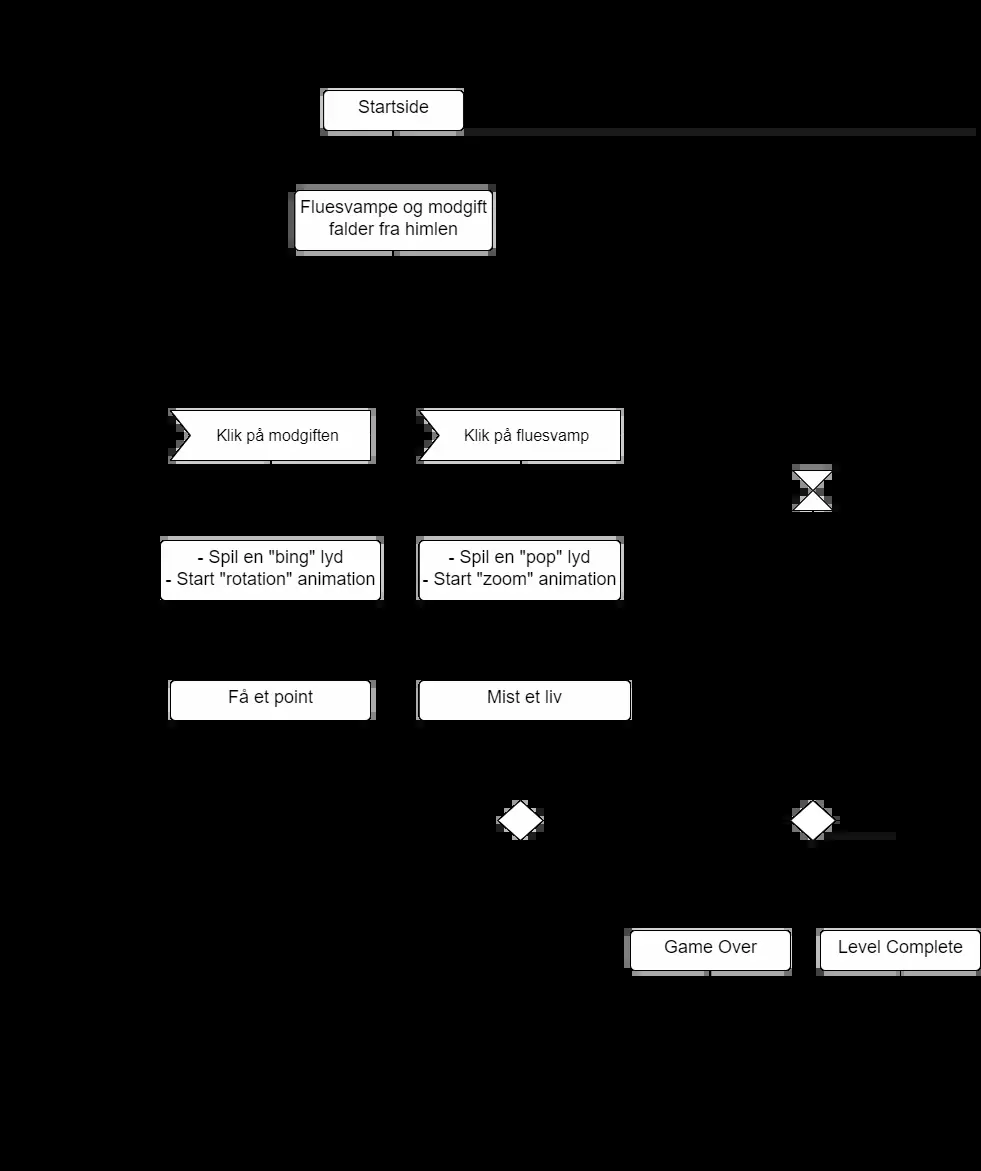 Startside
Fluesvampe og modgift
falder fra himlen
Klik på modgiften
Klik på fluesvamp
- Spil en "bing" lyd
- Start "rotation" animation
- Spil en "pop" lyd
- Start "zoom" animation
Få et point
Mist et liv
Game Over
Level Complete